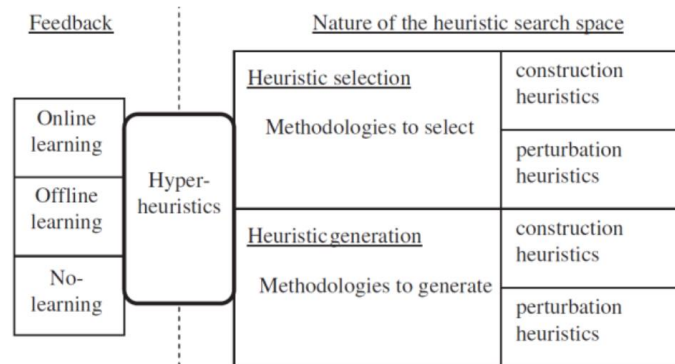 Feedback
Nature of the heuristic search space
Online
learning
Offline
learning
No-
learning
Hyper-
heuristics
Heuristic selection
Methodologies to select
construction
heuristics
perturbation
heuristics
Heuristic generation
Methodologies to generate
construction
heuristics
perturbation
heuristics